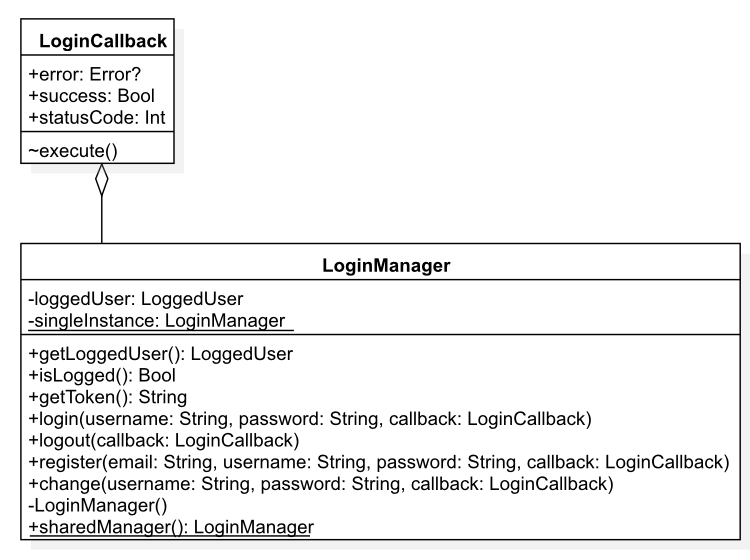 LoginCallback
+error: Error?
+success: Bool
+statusCode: Int
~execute()
LoginManager
-loggedUser: LoggedUser
-singleInstance: LoginManager
+getLoggedUser(): LoggedUser
+isLogged(): Bool
+getToken(): String
+login(username: String, password: String, callback: LoginCallback)
+logout(callback: LoginCallback)
+register(email: String, username: String, password: String, callback: LoginCallback)
+change(username: String, password: String, callback: LoginCallback)
-LoginManager()
+sharedManager(): LoginManager